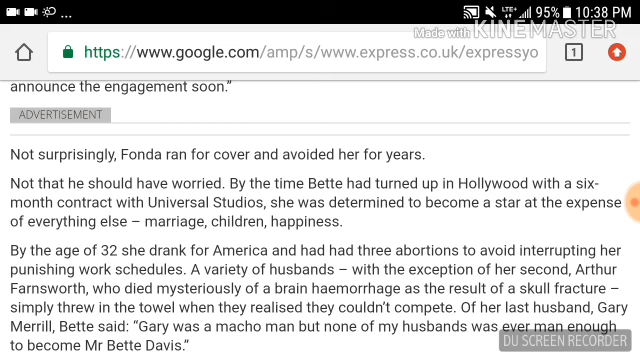 ... 95% 10:38 PM
LTE+
Made with KINEMASTER
https://www.google.com/amp/s/www.express.co.uk/expressyo
1
announce the engagement soon.”
ADVERTISEMENT
Not surprisingly, Fonda ran for cover and avoided her for years.
Not that he should have worried. By the time Bette had turned up in Hollywood with a six-
month contract with Universal Studios, she was determined to become a star at the expense
of everything else – marriage, children, happiness.
By the age of 32 she drank for America and had had three abortions to avoid interrupting her
punishing work schedules. A variety of husbands – with the exception of her second, Arthur
Farnsworth, who died mysteriously of a brain haemorrhage as the result of a skull fracture –
simply threw in the towel when they realised they couldn’t compete. Of her last husband, Gary
Merrill, Bette said: “Gary was a macho man but none of my husbands was ever man enough
to become Mr Bette Davis.”
DU SCREEN RECORDER